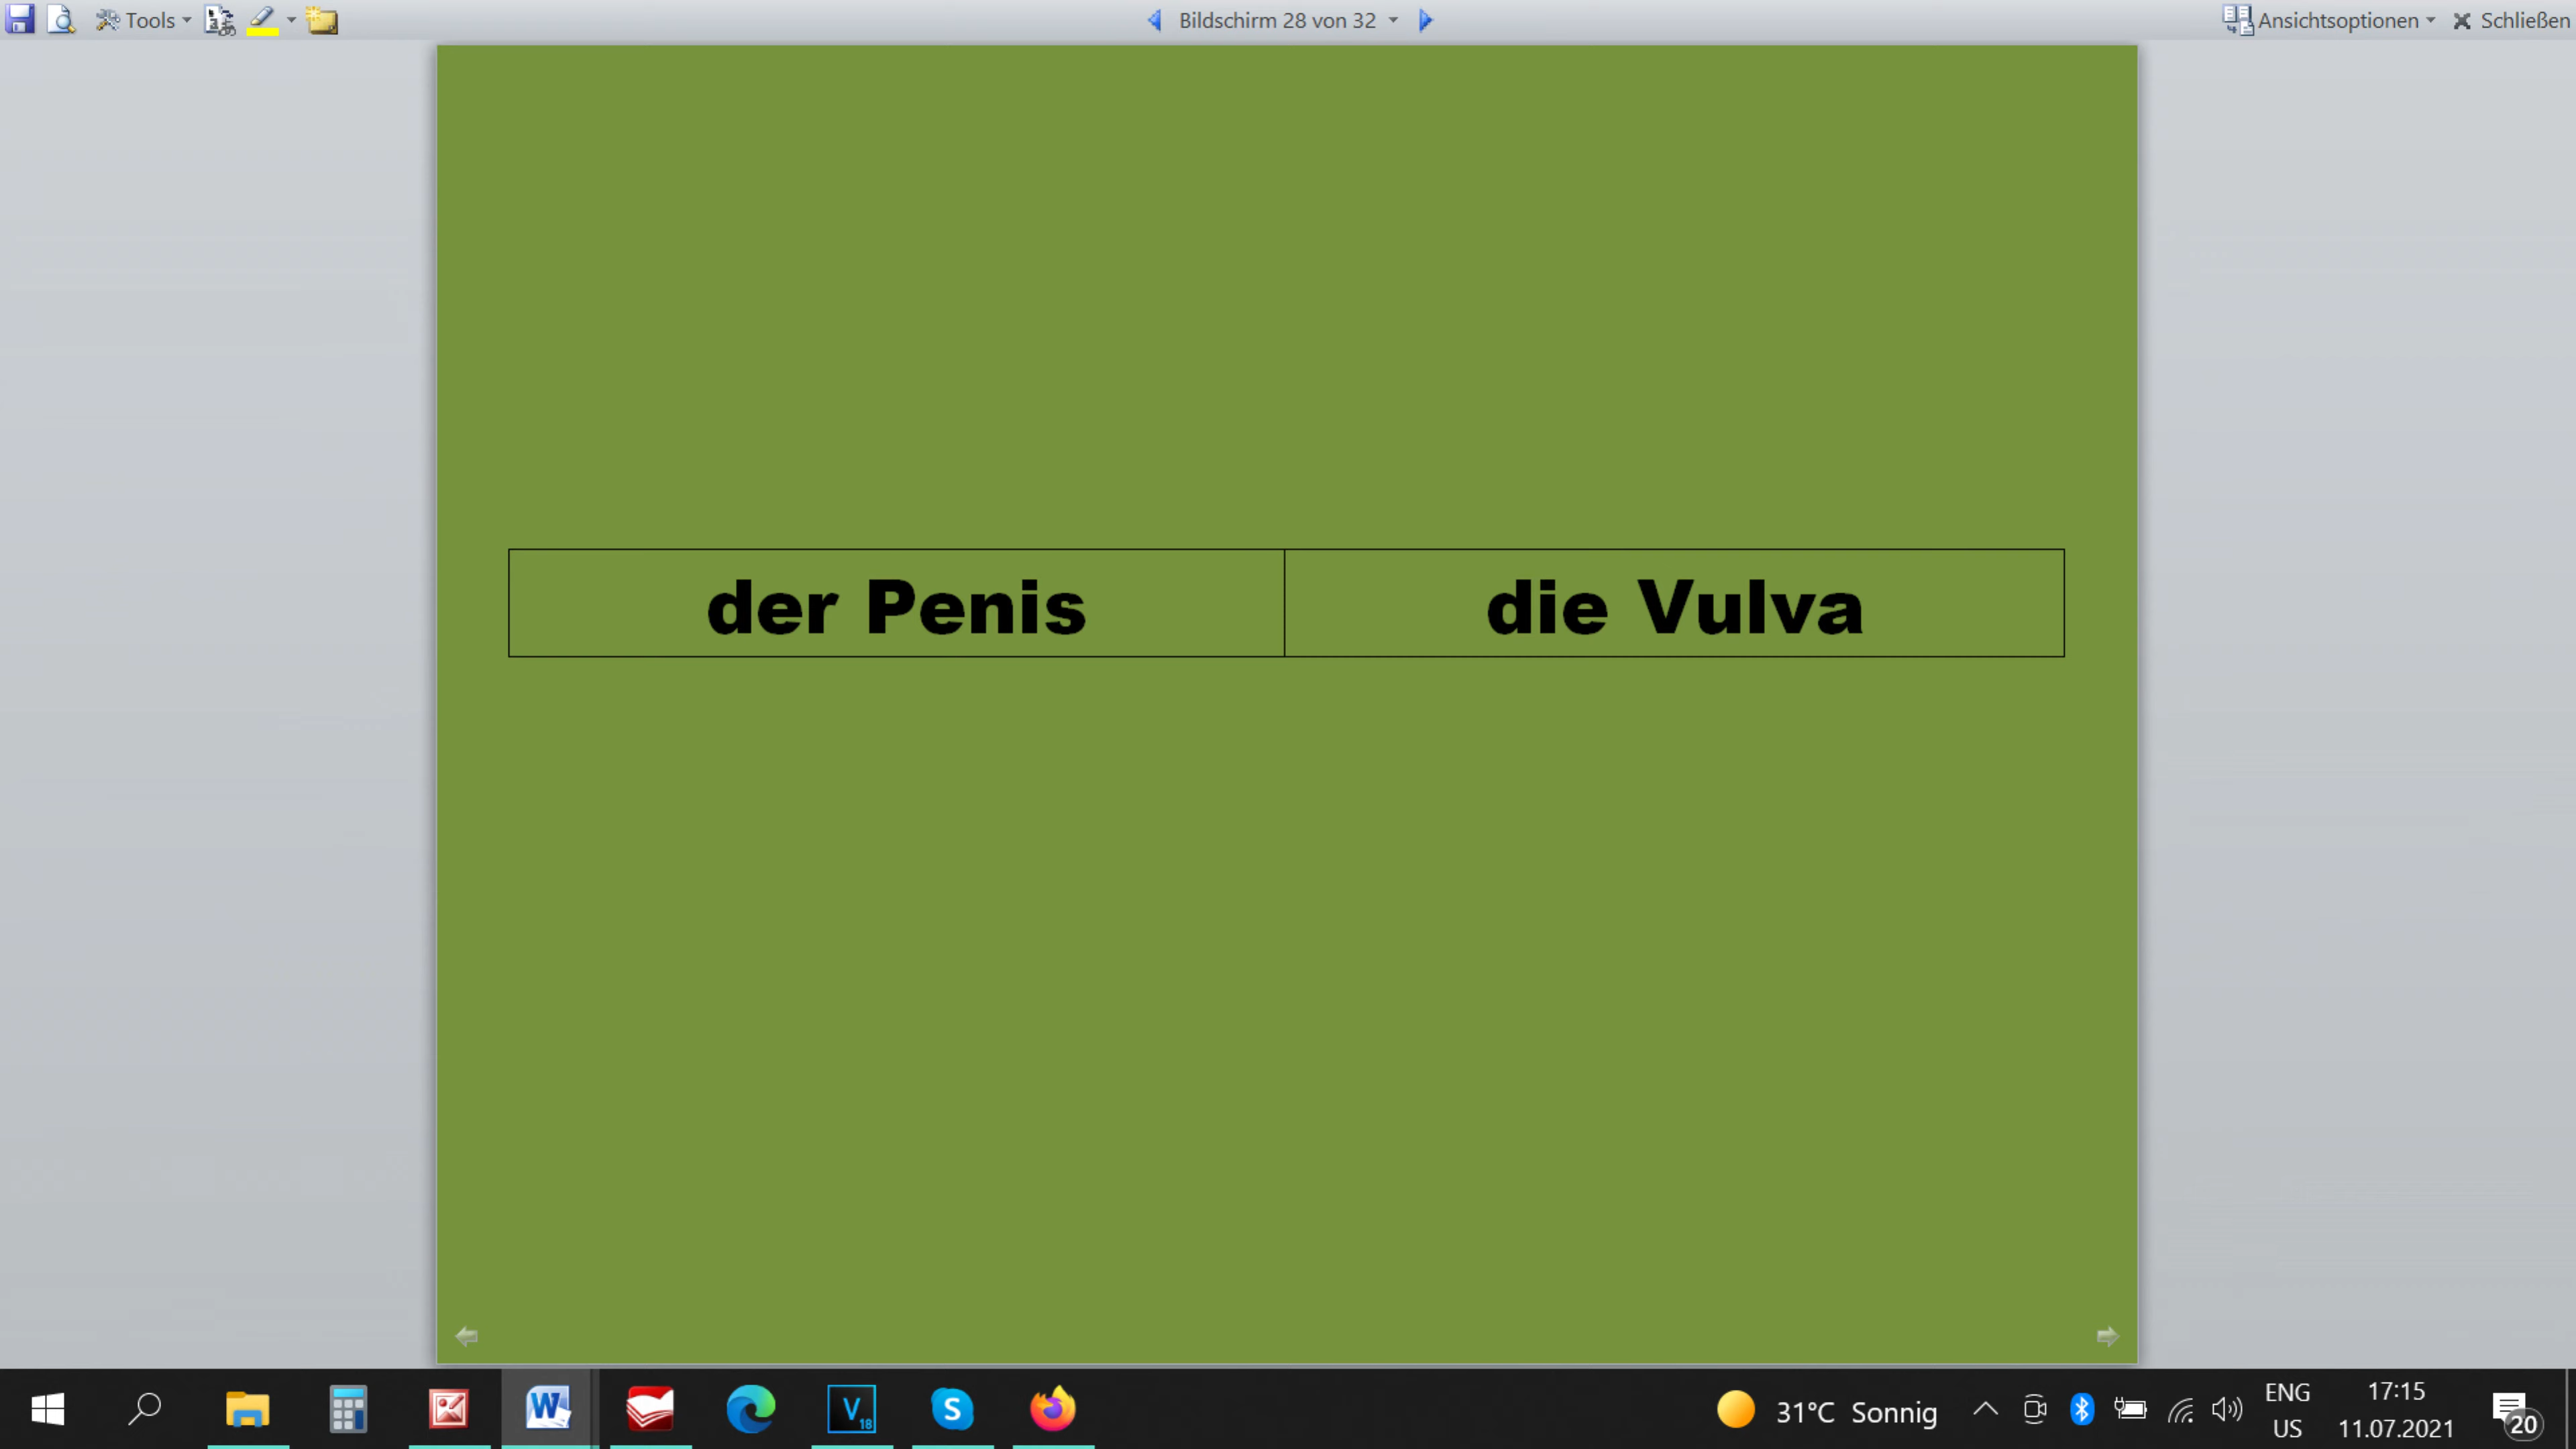 Tools
Bildschirm 28 von 32
Ansichtsoptionen
Schließen
der Penis
die Vulva
W
V 18
S
31°C Sonnig
ENG
US
17:15
11.07.2021
20